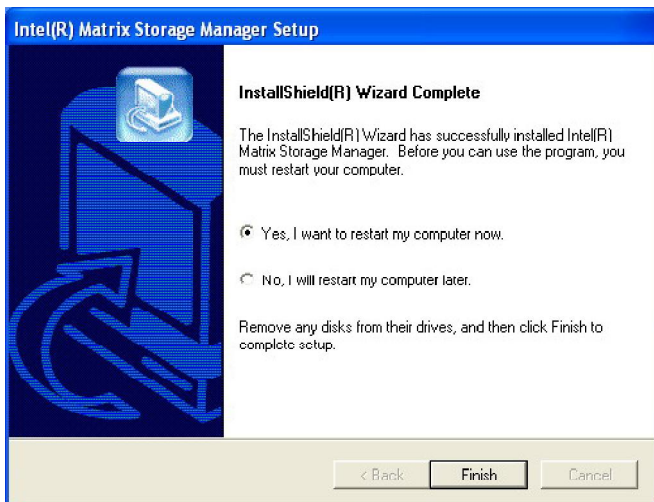 Intel(R) Matrix Storage Manager Setup
InstallShield(R) Wizard Complete
The InstallShield(R) Wizard has successfully installed Intel(R)
Matrix Storage Manager. Before you can use the program, you
must restart your computer.
Yes, I want to restart my computer now.
No, I will restart my computer later.
Remove any disks from their drives, and then click Finish to
complete setup.
< Back
Finish
Cancel